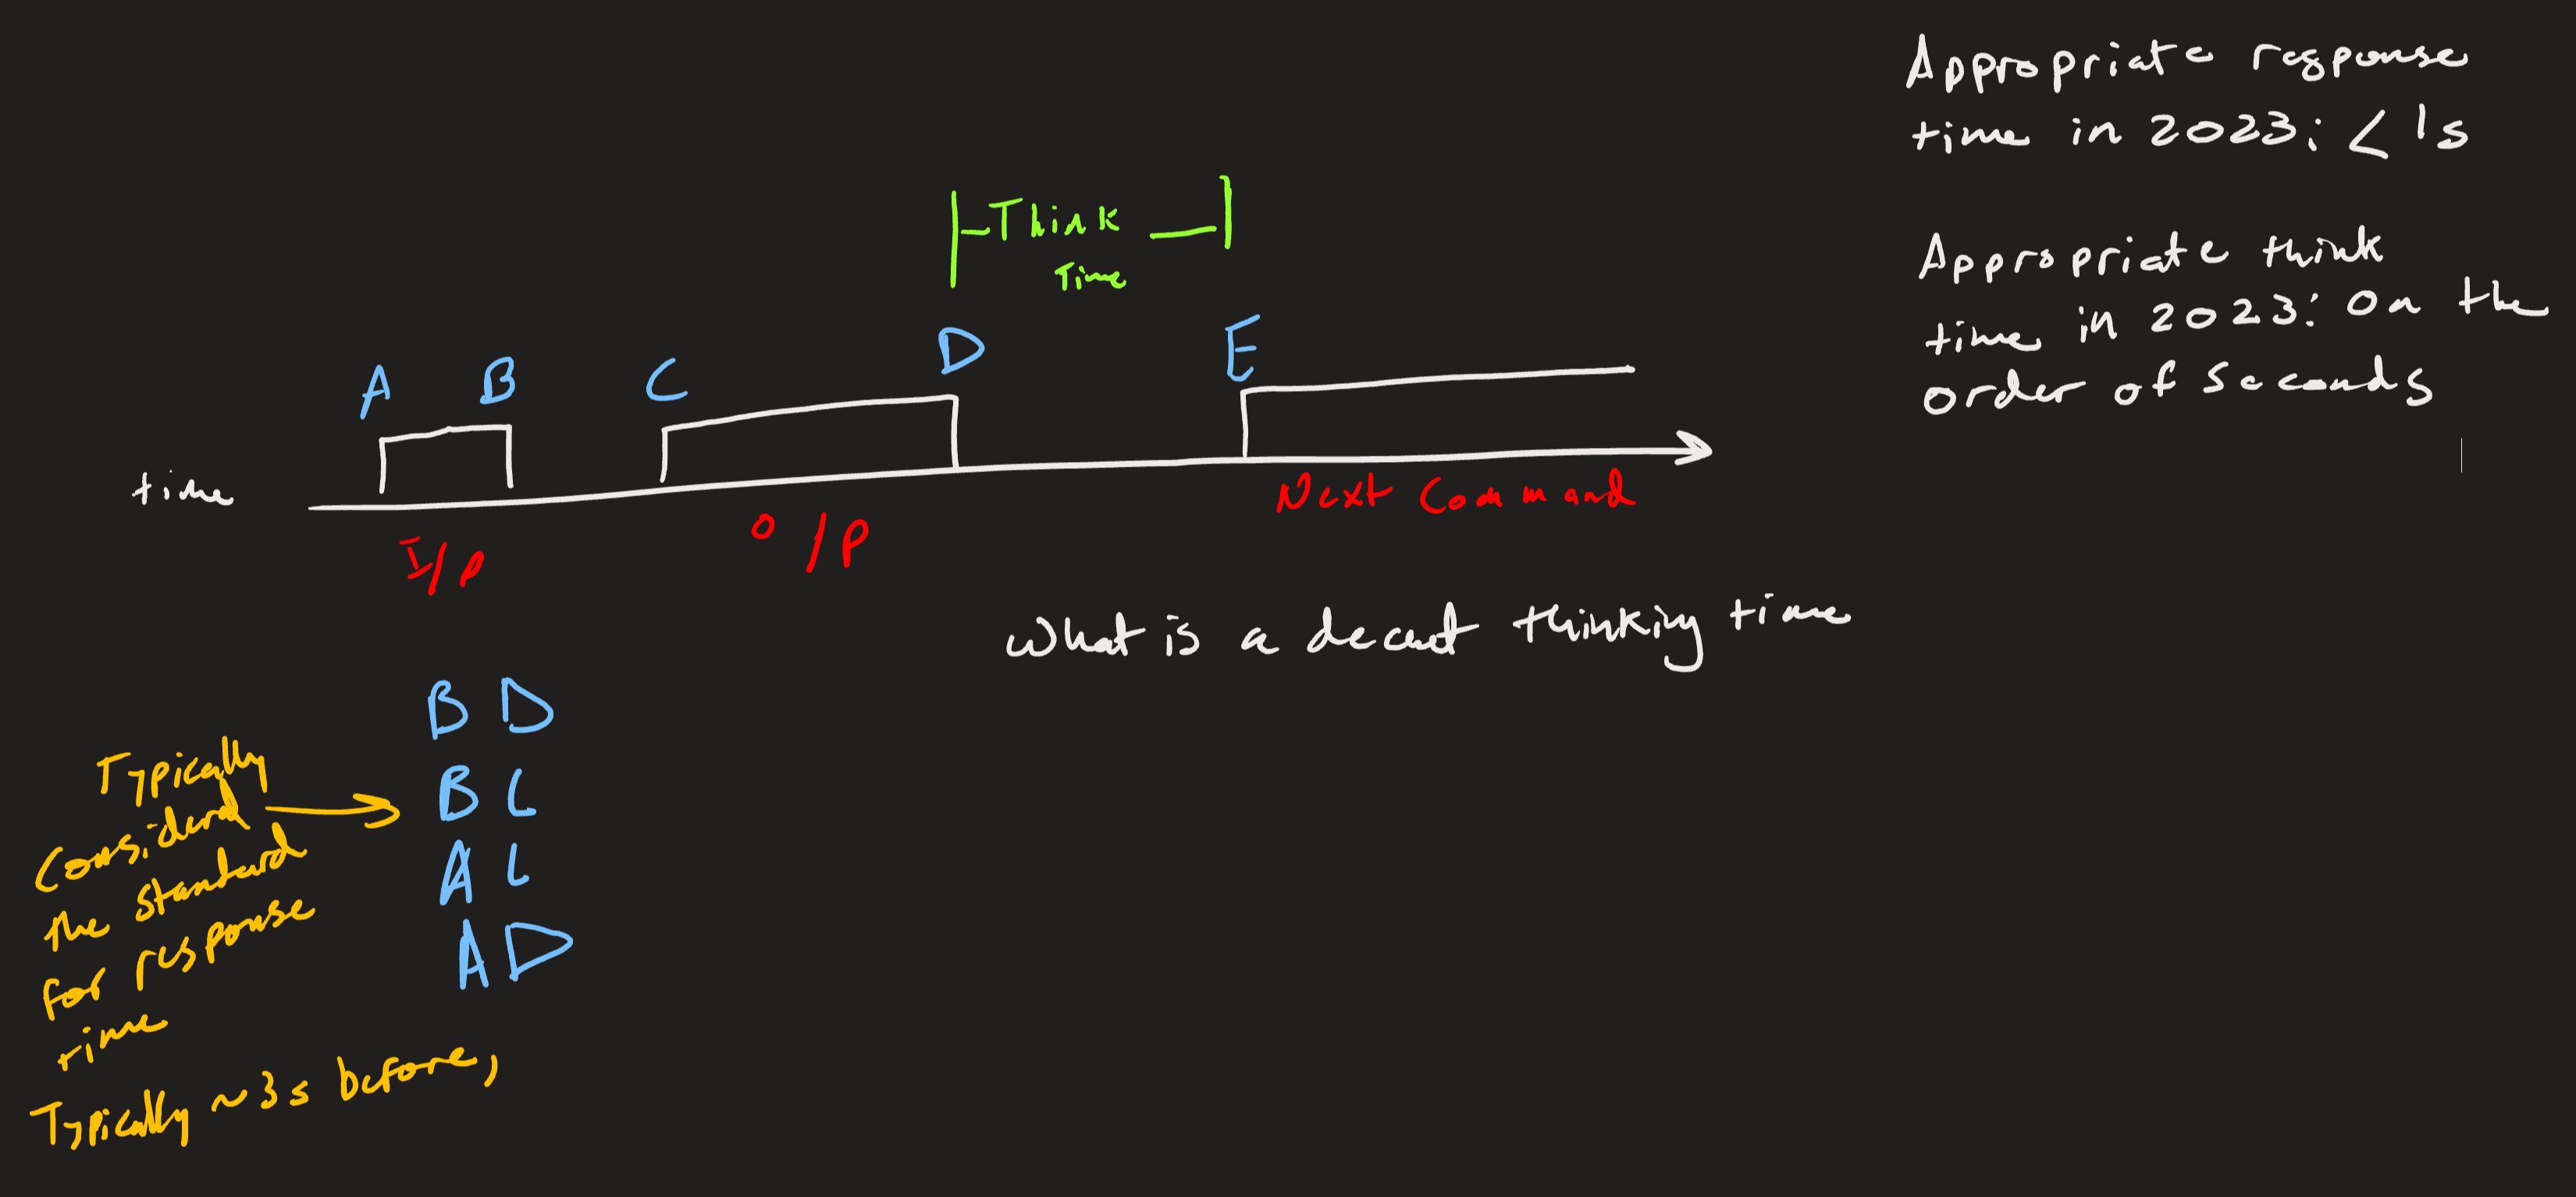 Appropriate response
time in 2023: < 1s
Appropriate think
time in 2023: on the
order of seconds
Think
Time
A B C D E
time
I/P
O/P
Next Command
What is a decent thinking time
B D
B C
A C
A D
Typically
Considered
the standard
for response
time
Typically ~3s before,